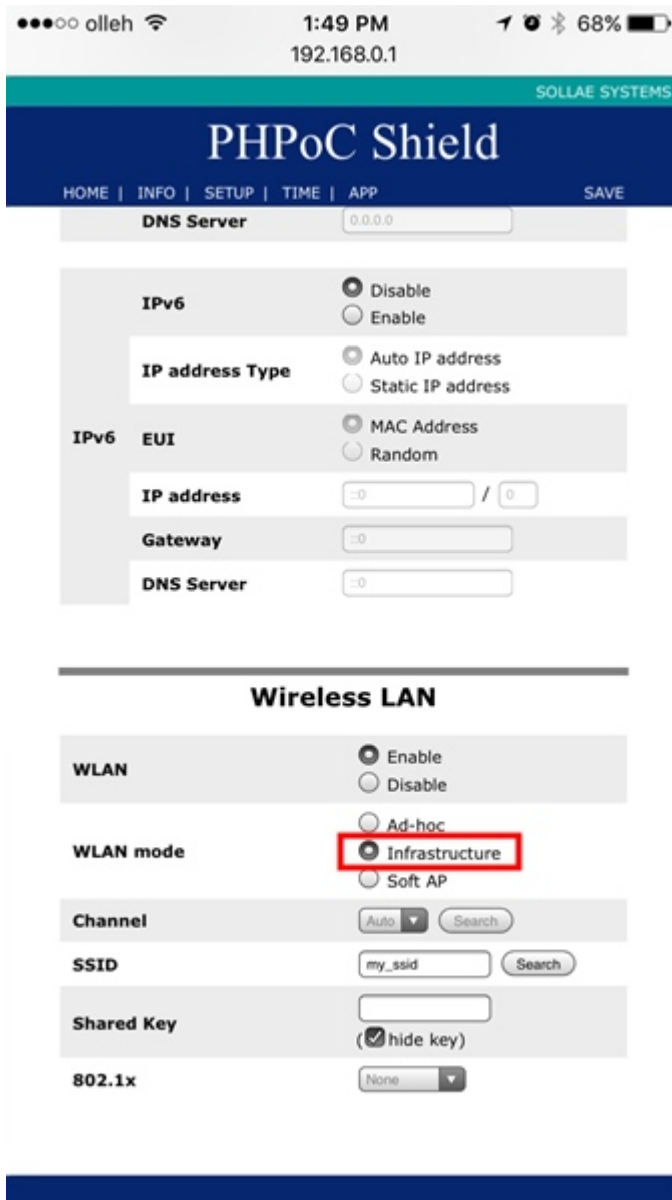 olleh 1:49 PM 68%
192.168.0.1
SOLLAE SYSTEMS
PHPoC Shield
HOME | INFO | SETUP | TIME | APP SAVE
DNS Server 0.0.0.0
IPv6 Disable
Enable
IP address Type Auto IP address
Static IP address
IPv6 EUI MAC Address
Random
IP address ::0 / 0
Gateway ::0
DNS Server ::0
Wireless LAN
WLAN Enable
Disable
WLAN mode Ad-hoc
Infrastructure
Soft AP
Channel Auto Search
SSID my_ssid Search
Shared Key
(hide key)
802.1x None